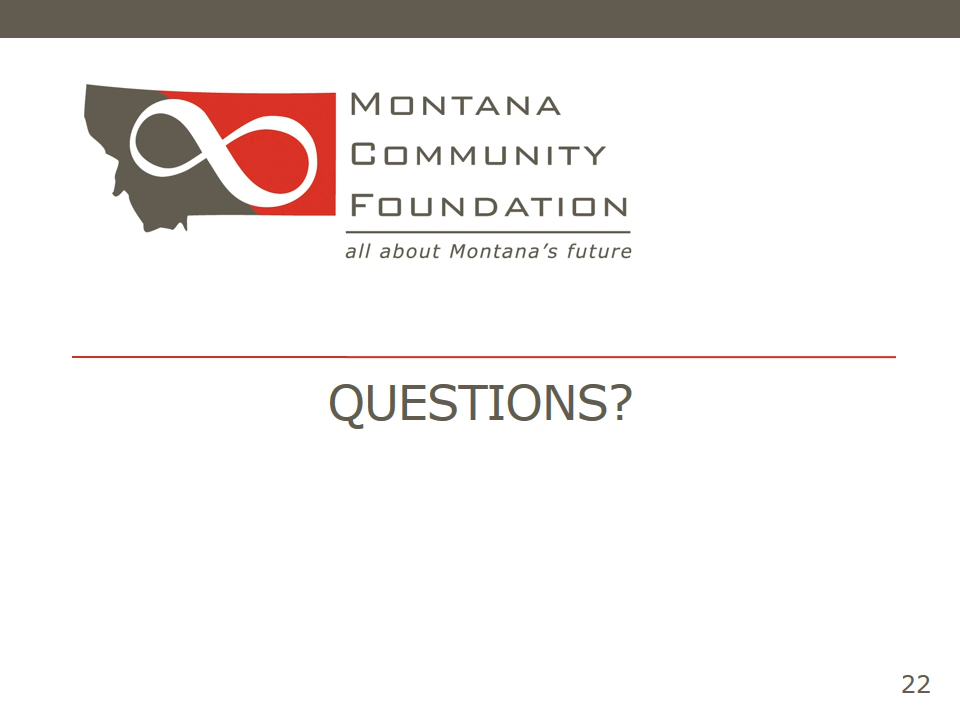 MONTANA
COMMUNITY
FOUNDATION
all about Montana's future
QUESTIONS?
22